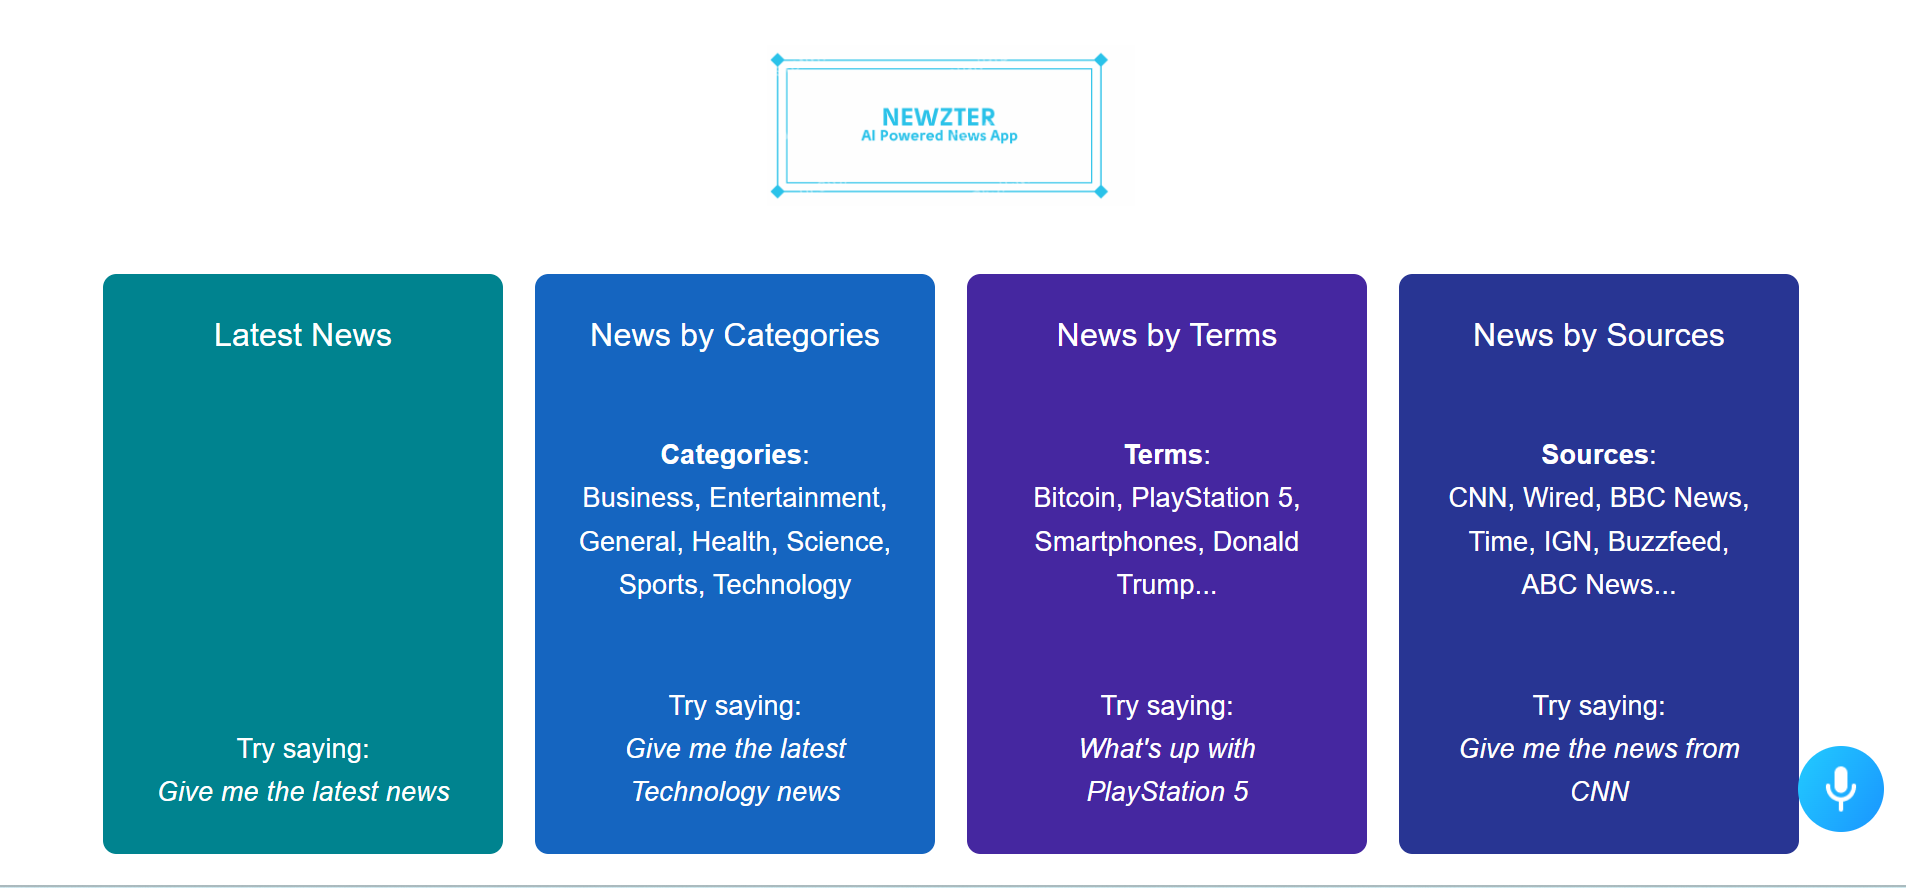 NEWZTER
AI Powered News App
Latest News
Try saying:
Give me the latest news
News by Categories
Categories:
Business, Entertainment,
General, Health, Science,
Sports, Technology
Try saying:
Give me the latest
Technology news
News by Terms
Terms:
Bitcoin, PlayStation 5,
Smartphones, Donald
Trump...
Try saying:
What's up with
PlayStation 5
News by Sources
Sources:
CNN, Wired, BBC News,
Time, IGN, Buzzfeed,
ABC News...
Try saying:
Give me the news from
CNN